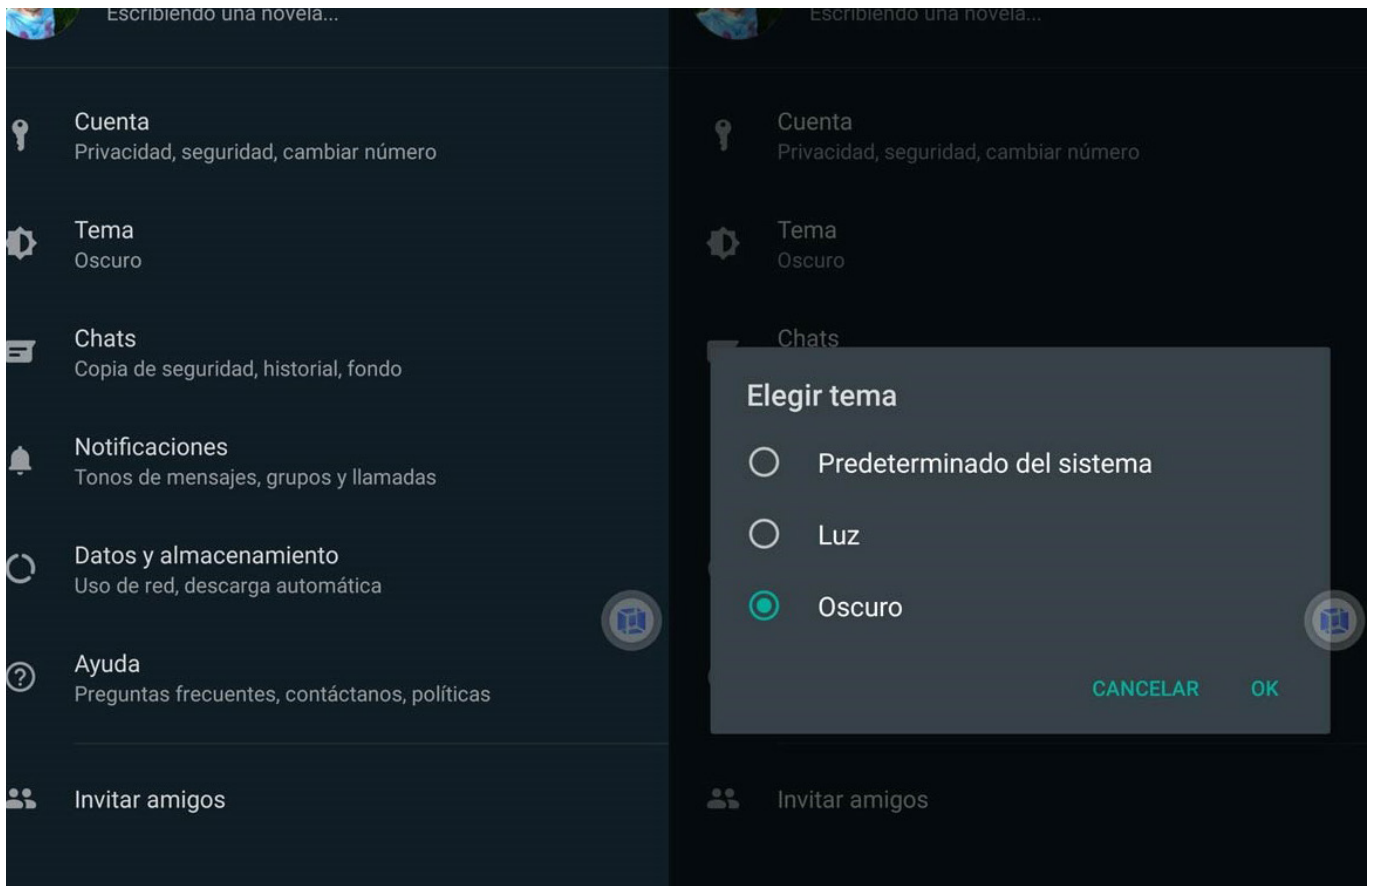 Escribiendo una novela...
Cuenta
Privacidad, seguridad, cambiar número
Tema
Oscuro
Chats
Copia de seguridad, historial, fondo
Notificaciones
Tonos de mensajes, grupos y llamadas
Datos y almacenamiento
Uso de red, descarga automática
Ayuda
Preguntas frecuentes, contáctanos, políticas
Invitar amigos
Escribiendo una novela...
Cuenta
Privacidad, seguridad, cambiar número
Tema
Oscuro
Chats
Elegir tema
Predeterminado del sistema
Luz
Oscuro
CANCELAR OK
Invitar amigos